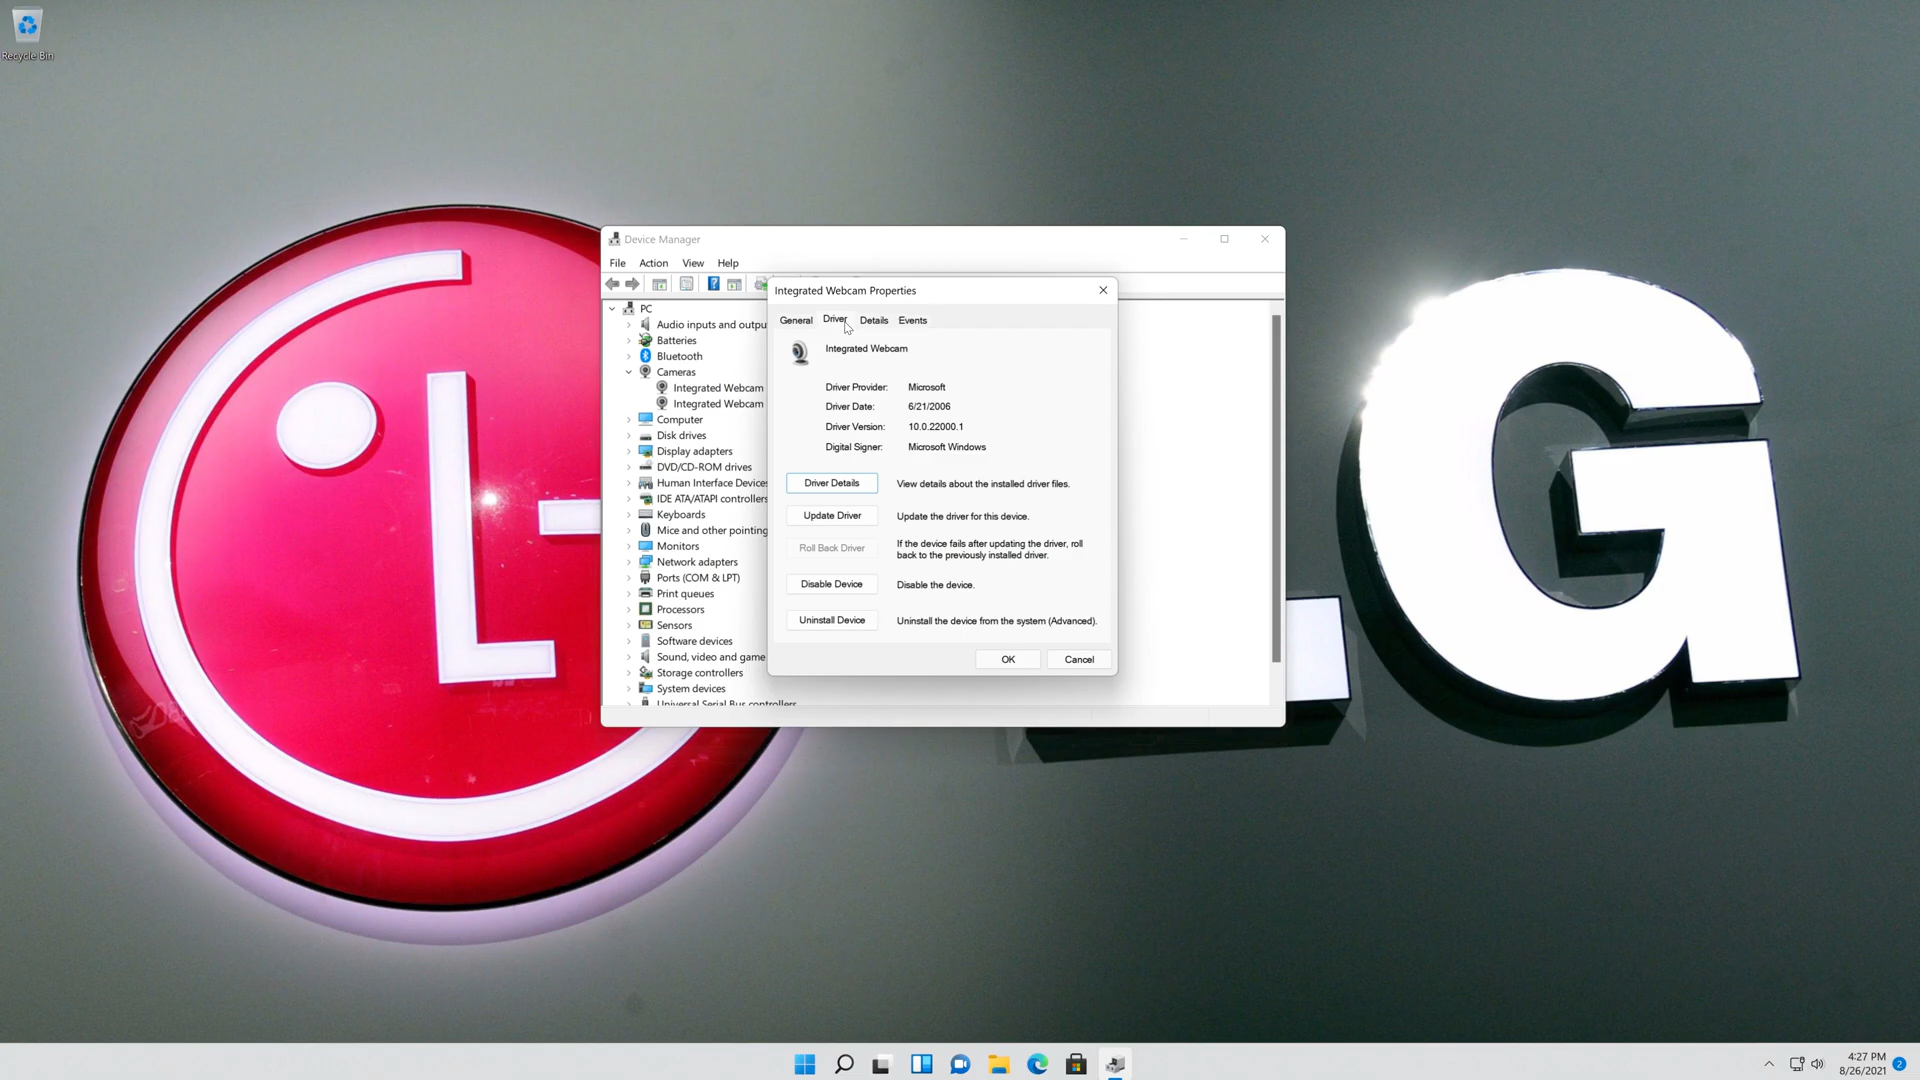 Recycle Bin
Device Manager
File Action View Help
PC
Audio inputs and outpu
Batteries
Bluetooth
Cameras
Integrated Webcam
Integrated Webcam
Computer
Disk drives
Display adapters
DVD/CD-ROM drives
Human Interface Devices
IDE ATA/ATAPI controllers
Keyboards
Mice and other pointing
Monitors
Network adapters
Ports (COM & LPT)
Print queues
Processors
Sensors
Software devices
Sound, video and game
Storage controllers
System devices
Universal Serial Bus controllers
Integrated Webcam Properties
General Driver Details Events
Integrated Webcam
Driver Provider: Microsoft
Driver Date: 6/21/2006
Driver Version: 10.0.22000.1
Digital Signer: Microsoft Windows
Driver Details View details about the installed driver files.
Update Driver Update the driver for this device.
Roll Back Driver If the device fails after updating the driver, roll
back to the previously installed driver.
Disable Device Disable the device.
Uninstall Device Uninstall the device from the system (Advanced).
OK Cancel
LG
4:27 PM
8/26/2021
2